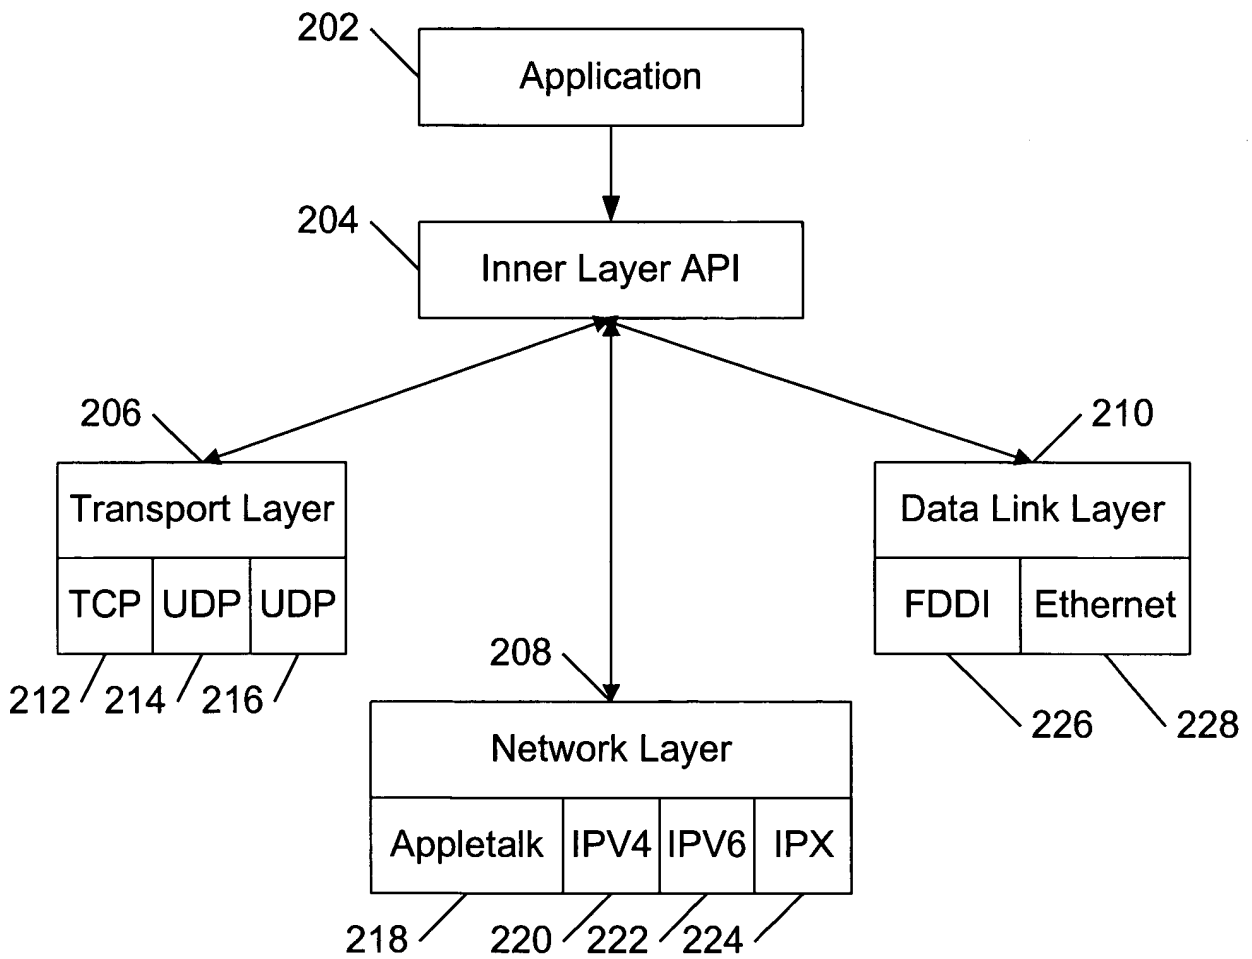 202
Application
204
Inner Layer API
206
210
Transport Layer
Data Link Layer
TCP UDP UDP
FDDI Ethernet
208
212 214 216
226 228
Network Layer
Appletalk IPV4 IPV6 IPX
218 220 222 224